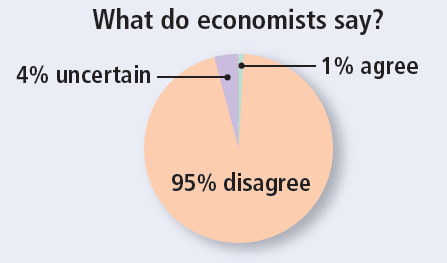 What do economists say?
4% uncertain
1% agree
95% disagree